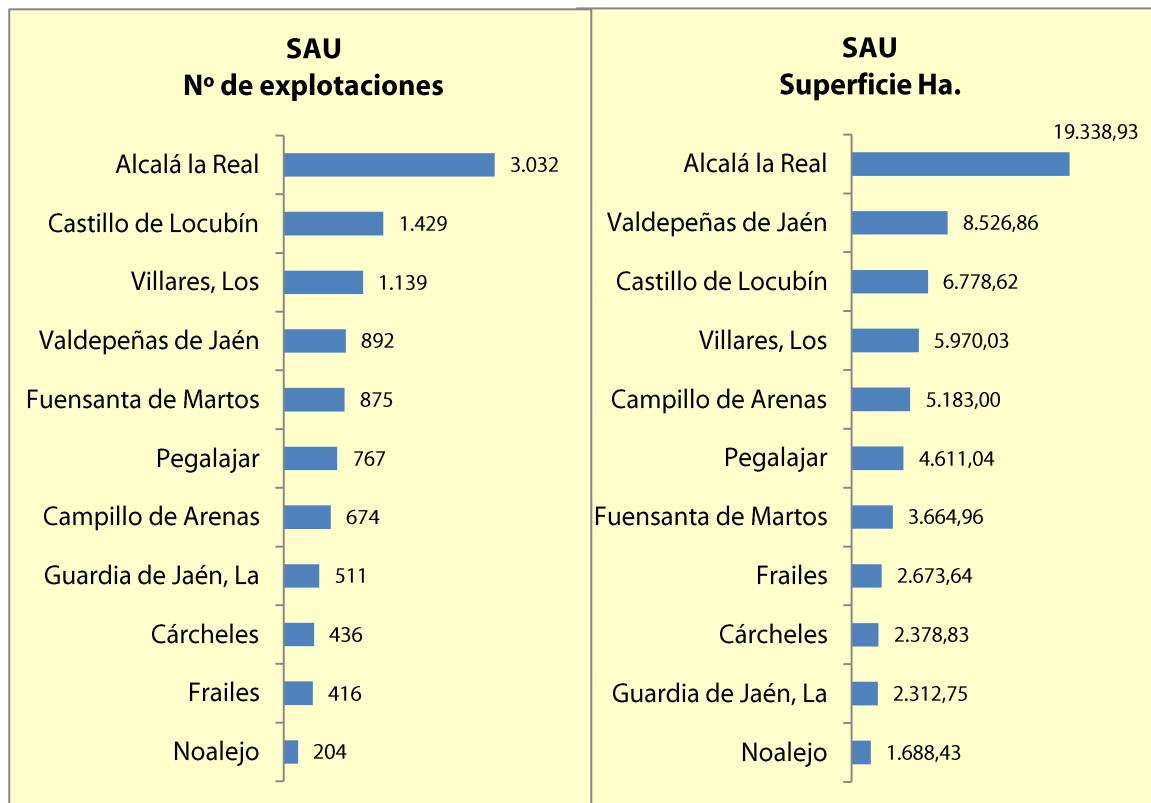 SAU
Nº de explotaciones
Alcalá la Real 3.032
Castillo de Locubín 1.429
Villares, Los 1.139
Valdepeñas de Jaén 892
Fuensanta de Martos 875
Pegalajar 767
Campillo de Arenas 674
Guardia de Jaén, La 511
Cárcheles 436
Frailes 416
Noalejo 204
SAU
Superficie Ha.
Alcalá la Real 19.338,93
Valdepeñas de Jaén 8.526,86
Castillo de Locubín 6.778,62
Villares, Los 5.970,03
Campillo de Arenas 5.183,00
Pegalajar 4.611,04
Fuensanta de Martos 3.664,96
Frailes 2.673,64
Cárcheles 2.378,83
Guardia de Jaén, La 2.312,75
Noalejo 1.688,43